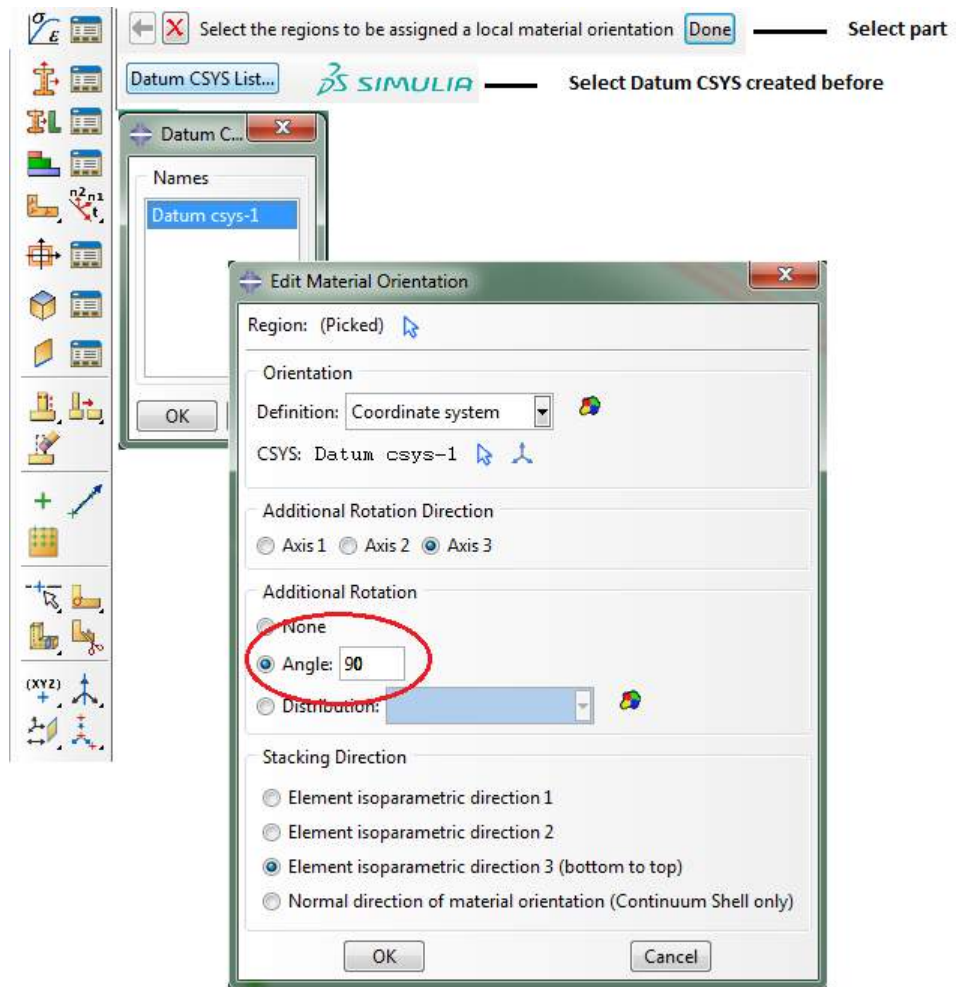 σ
ε
Select the regions to be assigned a local material orientation Done Select part
Datum CSYS List... SIMULIA Select Datum CSYS created before
Datum C...
Names
n2 n1
t
Datum csys-1
OK
Edit Material Orientation
Region: (Picked)
Orientation
Definition: Coordinate system
CSYS: Datum csys-1
Additional Rotation Direction
Axis 1 Axis 2 Axis 3
Additional Rotation
None
Angle: 90
Distribution:
(XYZ)
Stacking Direction
Element isoparametric direction 1
Element isoparametric direction 2
Element isoparametric direction 3 (bottom to top)
Normal direction of material orientation (Continuum Shell only)
OK Cancel